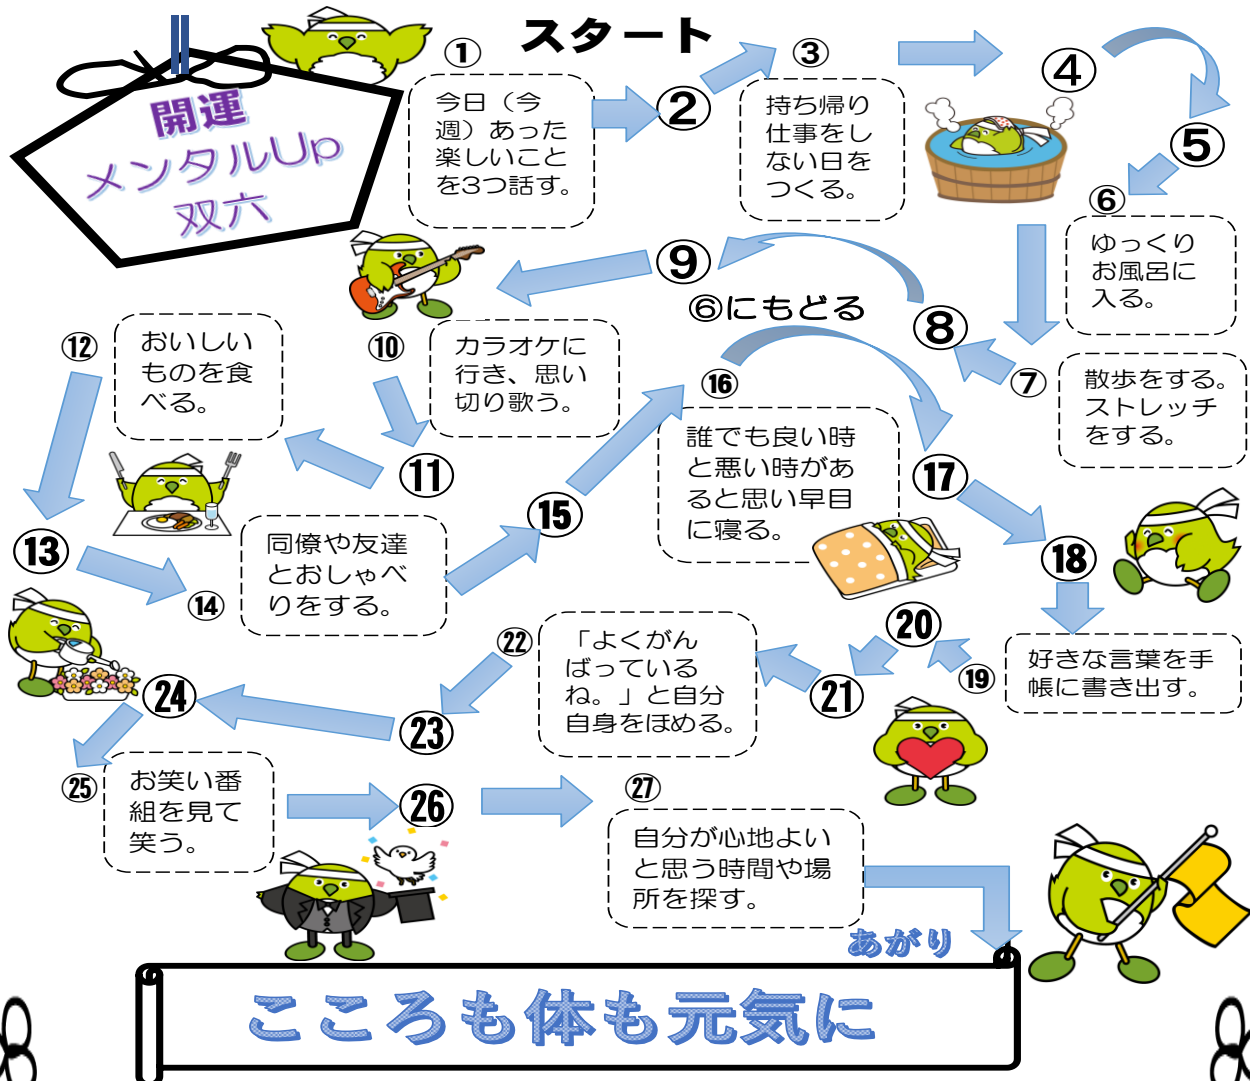 開運
メンタルUp
双六
スタート
①
今日（今
週）あった
楽しいこと
を3つ話す。
②
③
持ち帰り
仕事をし
ない日を
つくる。
④
⑤
⑥
ゆっくり
お風呂に
入る。
⑦
散歩をする。
ストレッチ
をする。
⑧
⑥にもどる
⑨
⑩
カラオケに
行き、思い
切り歌う。
⑪
⑫
おいしい
ものを食
べる。
⑬
⑭
同僚や友達
とおしゃべ
りをする。
⑮
⑯
誰でも良い時
と悪い時があ
ると思い早目
に寝る。
⑰
⑱
⑲
好きな言葉を手
帳に書き出す。
⑳
㉑
㉒
「よくがん
ばっている
ね。」と自分
自身をほめる。
㉓
㉔
㉕
お笑い番
組を見て
笑う。
㉖
㉗
自分が心地よい
と思う時間や場
所を探す。
あがり
こころも体も元気に